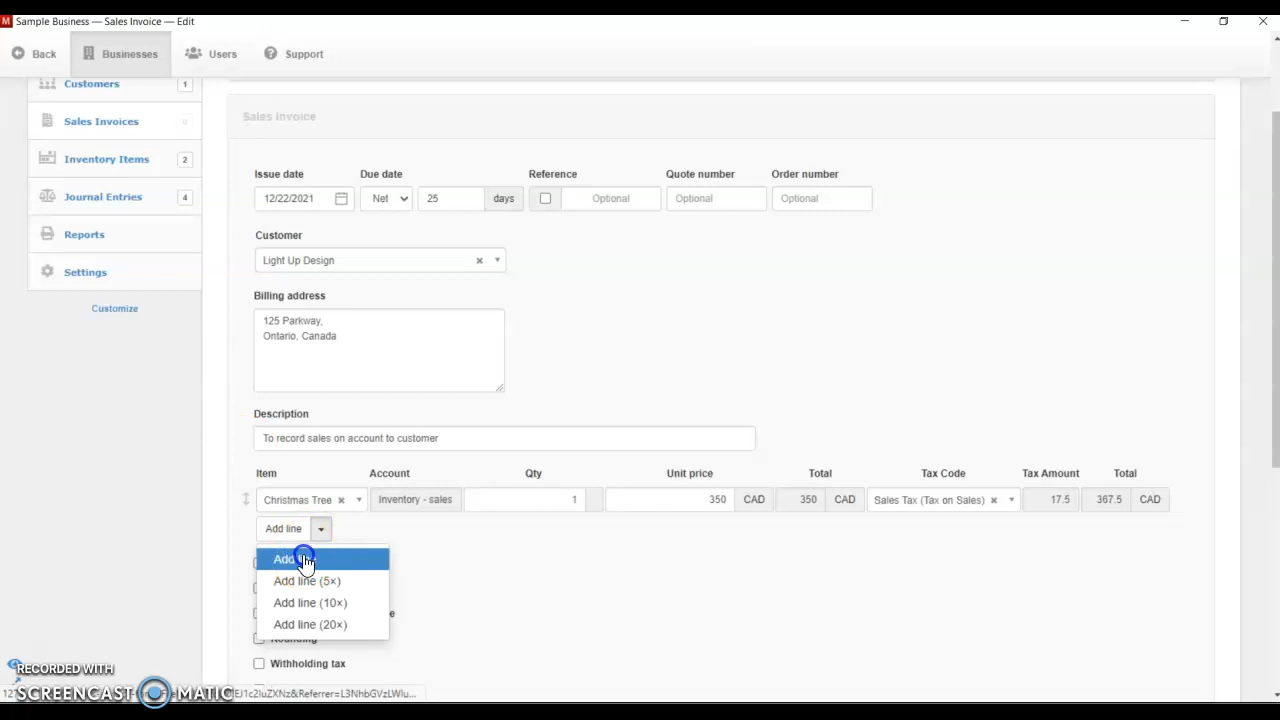 M Sample Business — Sales Invoice — Edit
Back Businesses Users Support
Customers 1
Sales Invoices
Inventory Items 2
Journal Entries 4
Reports
Settings
Customize
Sales Invoice
Issue date Due date Reference Quote number Order number
12/22/2021 Net 25 days Optional Optional Optional
Customer
Light Up Design
Billing address
125 Parkway,
Ontario, Canada
Description
To record sales on account to customer
Item Account Qty Unit price Total Tax Code Tax Amount Total
Christmas Tree Inventory - sales 1 350 CAD 350 CAD Sales Tax (Tax on Sales) 17.5 367.5 CAD
Add line
Add
Add line (5×)
Add line (10×)
Add line (20×)
Rounding
Withholding tax
RECORDED WITH
SCREENCAST MATIC